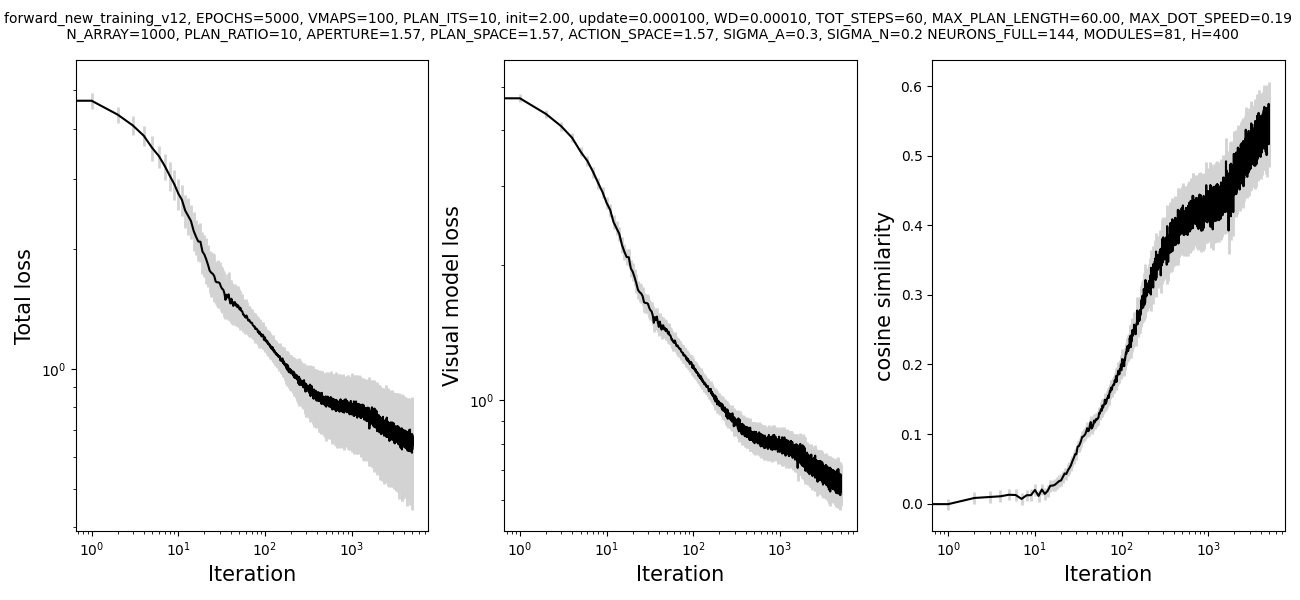 forward_new_training_v12, EPOCHS=5000, VMAPS=100, PLAN_ITS=10, init=2.00, update=0.000100, WD=0.00010, TOT_STEPS=60, MAX_PLAN_LENGTH=60.00, MAX_DOT_SPEED=0.19
N_ARRAY=1000, PLAN_RATIO=10, APERTURE=1.57, PLAN_SPACE=1.57, ACTION_SPACE=1.57, SIGMA_A=0.3, SIGMA_N=0.2 NEURONS_FULL=144, MODULES=81, H=400
Total loss
10⁰
10⁰ 10¹ 10² 10³
Iteration
Visual model loss
10⁰
10⁰ 10¹ 10² 10³
Iteration
cosine similarity
0.6
0.5
0.4
0.3
0.2
0.1
0.0
10⁰ 10¹ 10² 10³
Iteration